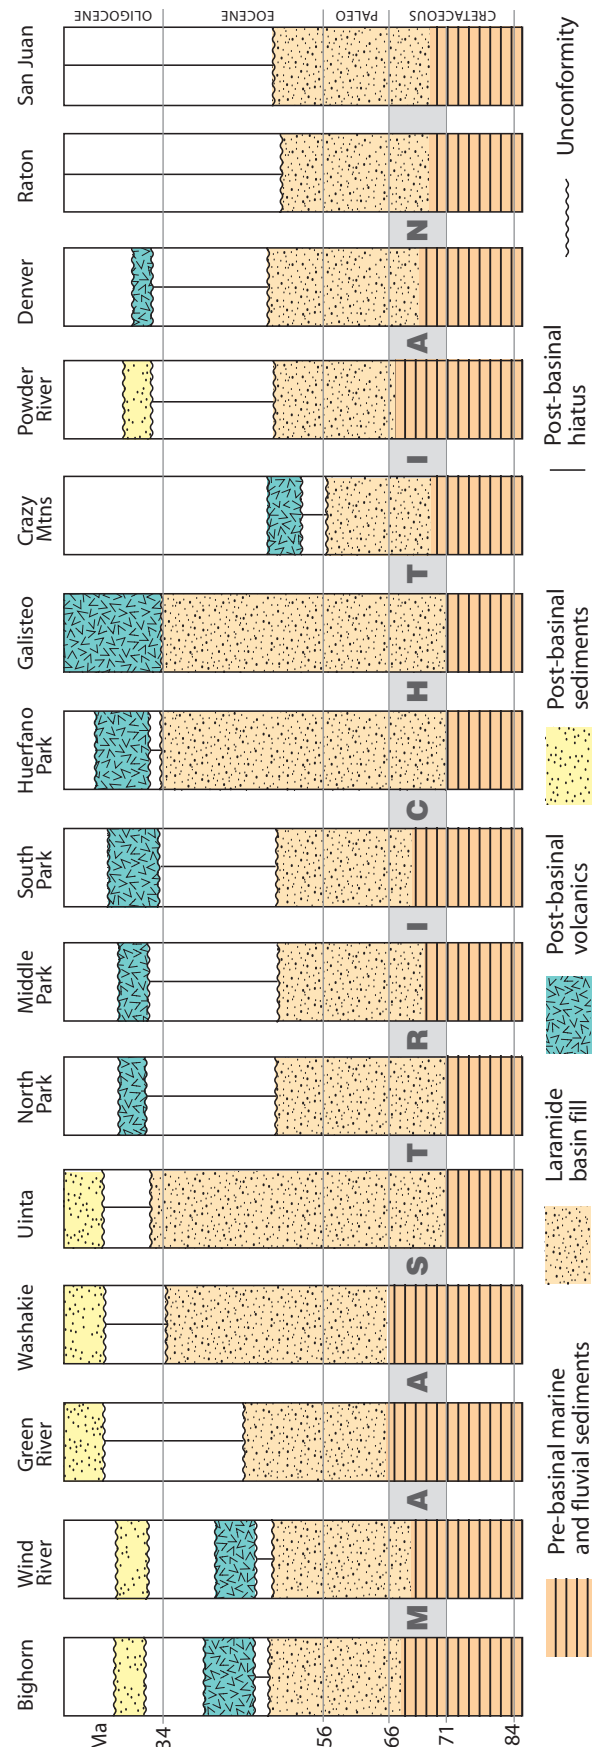 Bighorn
Wind
River
Green
River
Washakie
Uinta
North
Park
Middle
Park
South
Park
Huerfano
Park
Galisteo
Crazy
Mtns
Powder
River
Denver
Raton
San Juan
Ma
34
56
66
71
84
OLIGOCENE
EOCENE
PALEO
CRETACEOUS
M A A S T R I C H T I A N
Pre-basinal marine
and fluvial sediments
Laramide
basin fill
Post-basinal
volcanics
Post-basinal
sediments
Post-basinal
hiatus
Unconformity